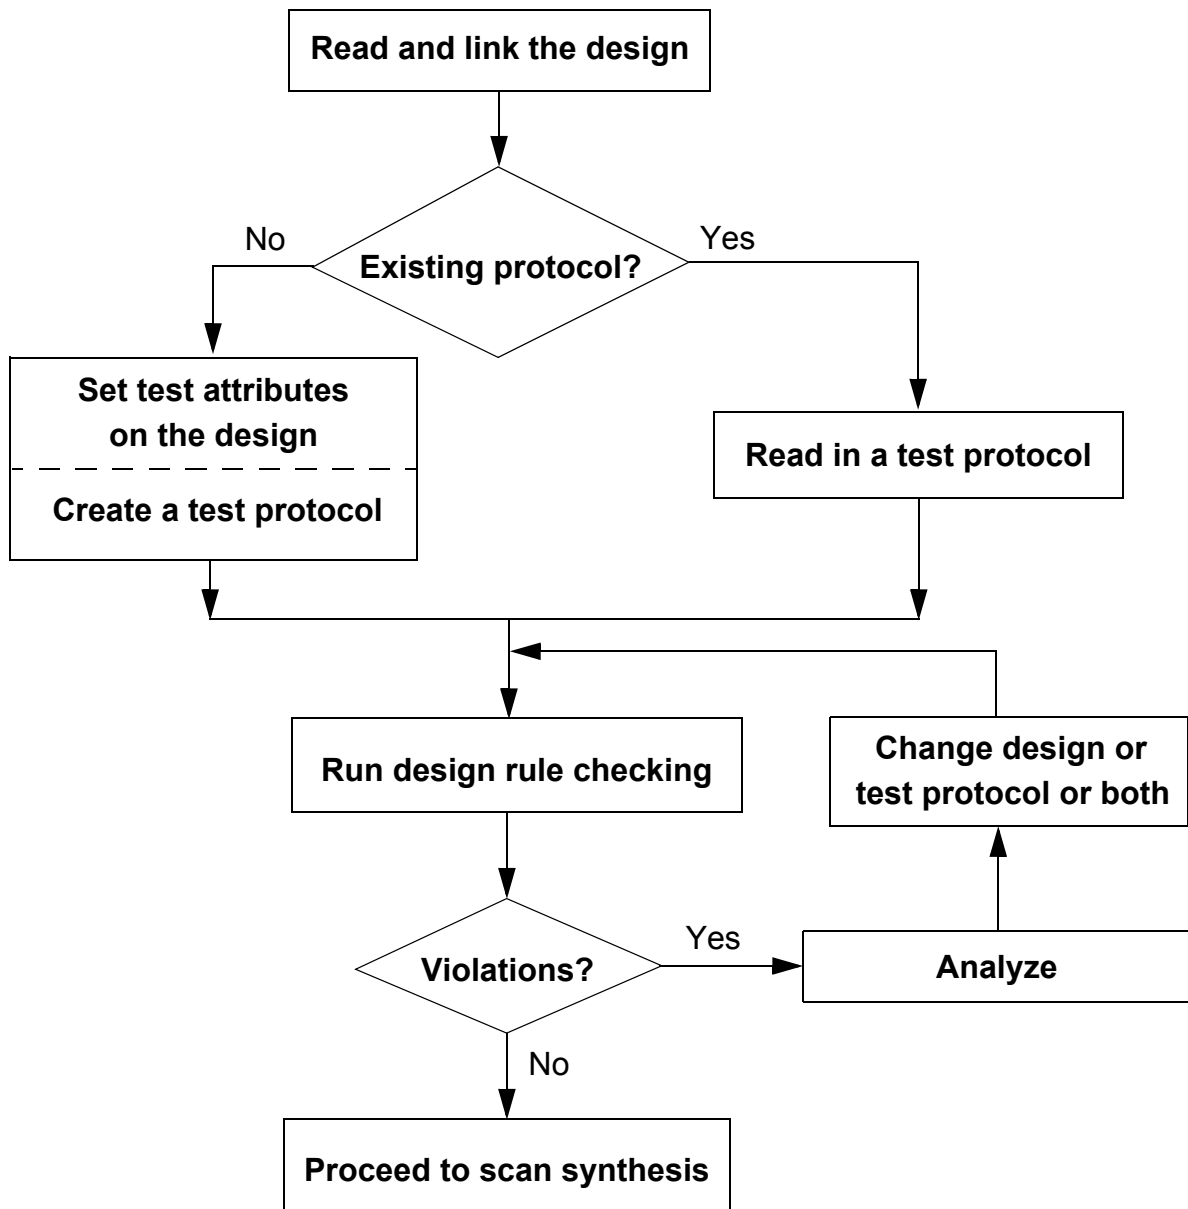 Read and link the design
No
Yes
Existing protocol?
Set test attributes
on the design
Create a test protocol
Read in a test protocol
Run design rule checking
Change design or
test protocol or both
Violations?
Yes
Analyze
No
Proceed to scan synthesis